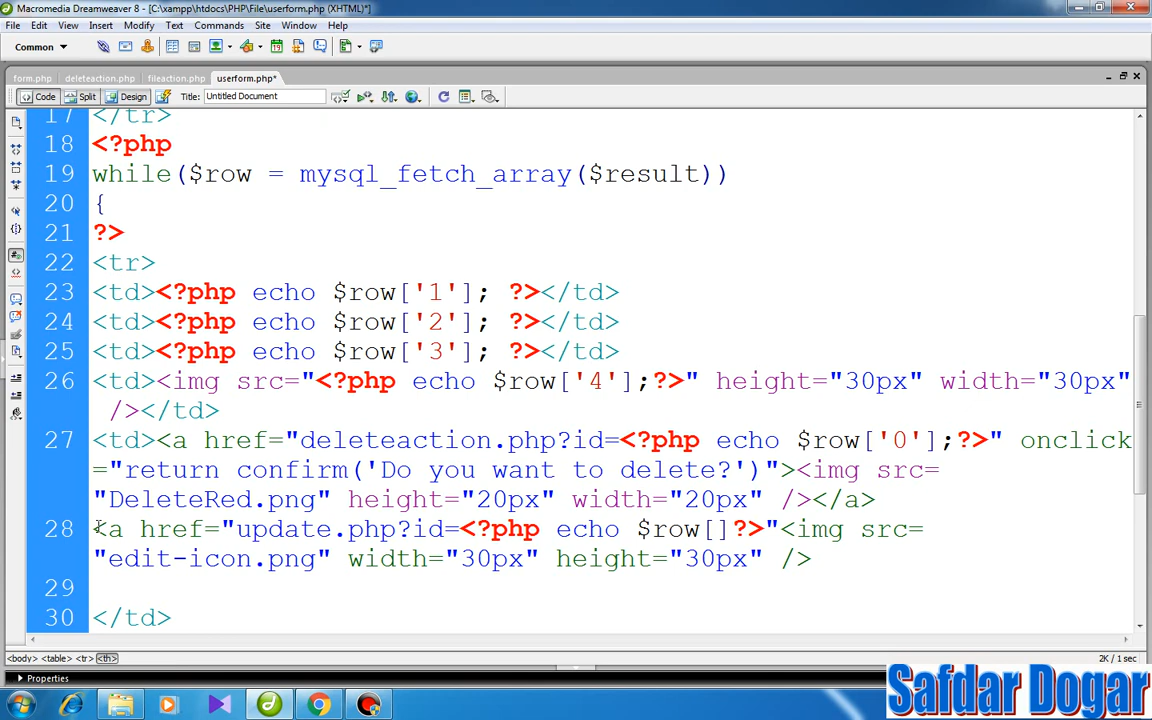 Macromedia Dreamweaver 8 - [C:\xampp\htdocs\PHP\File\userform.php (XHTML)*]
File Edit View Insert Modify Text Commands Site Window Help
Common
form.php deleteaction.php fileaction.php userform.php*
Code Split Design Title: Untitled Document
17 </tr>
18 <?php
19 while($row = mysql_fetch_array($result))
20 {
21 ?>
22 <tr>
23 <td><?php echo $row['1']; ?></td>
24 <td><?php echo $row['2']; ?></td>
25 <td><?php echo $row['3']; ?></td>
26 <td><img src="<?php echo $row['4'];?>" height="30px" width="30px"
/></td>
27 <td><a href="deleteaction.php?id=<?php echo $row['0'];?>" onclick
="return confirm('Do you want to delete?')"><img src=
"DeleteRed.png" height="20px" width="20px" /></a>
28 <a href="update.php?id=<?php echo $row[]?>"<img src=
"edit-icon.png" width="30px" height="30px" />
29
30 </td>
<body> <table> <tr> <th> 2K / 1 sec
Properties
Safdar Dogar